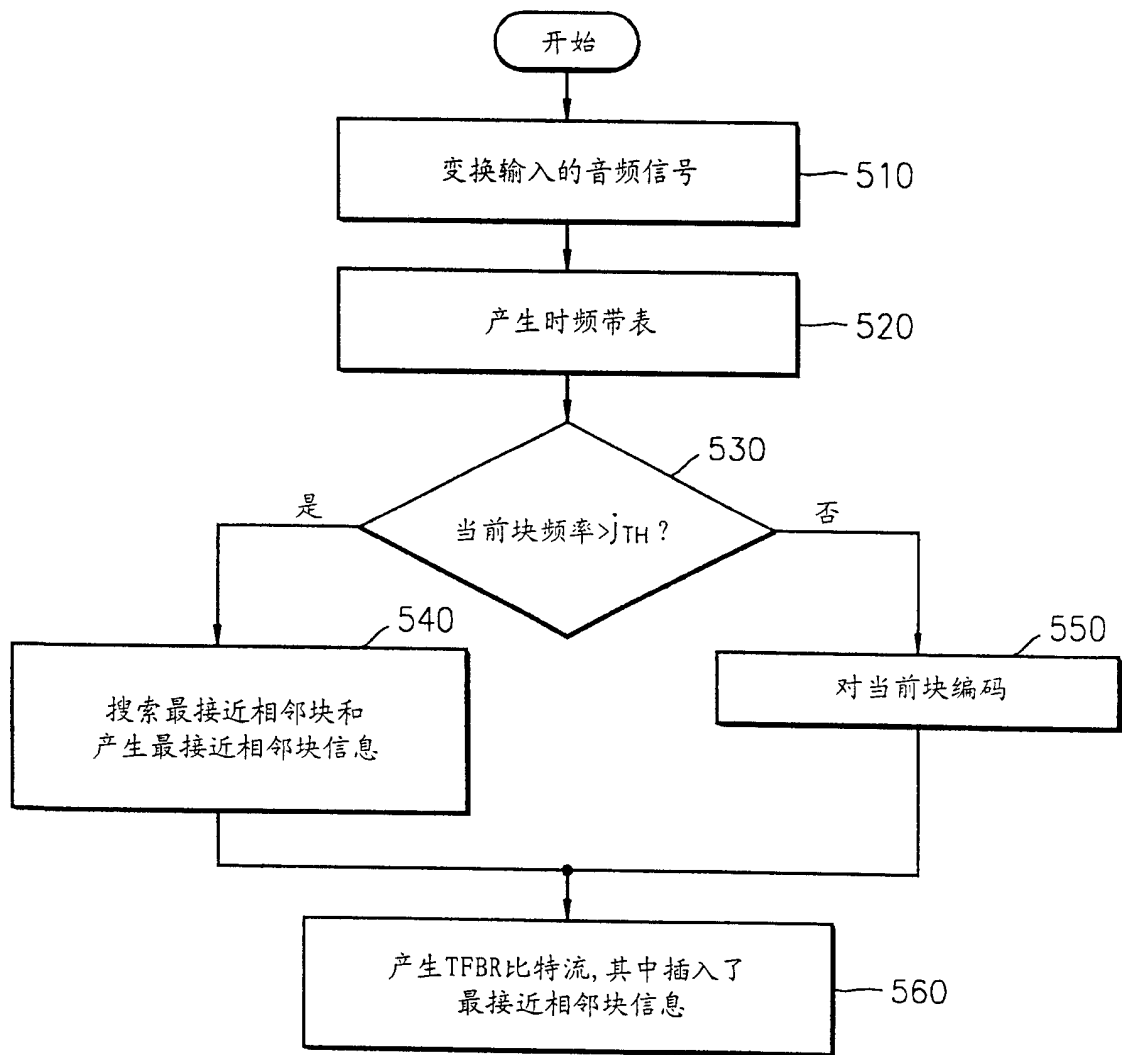 开始
变换输入的音频信号
510
产生时频带表
520
530
是
当前块频率>jTH?
否
540
搜索最接近相邻块和
产生最接近相邻块信息
550
对当前块编码
产生TFBR比特流,其中插入了
最接近相邻块信息
560